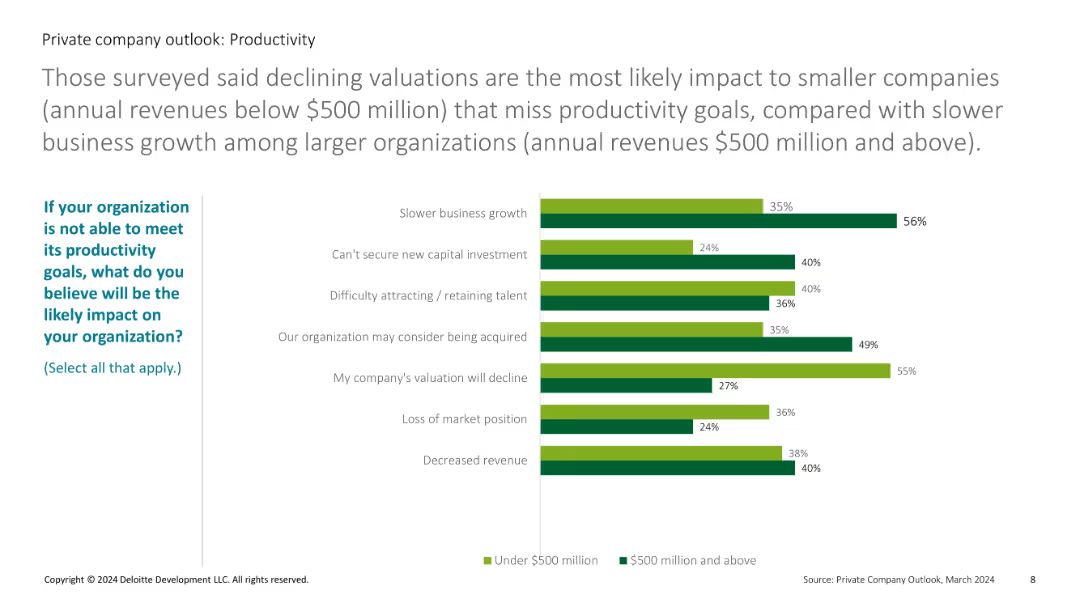 Private company outlook: Productivity
Those surveyed said declining valuations are the most likely impact to smaller companies
(annual revenues below $500 million) that miss productivity goals, compared with slower
business growth among larger organizations (annual revenues $500 million and above).
If your organization
is not able to meet
its productivity
goals, what do you
believe will be the
likely impact on
your organization?
(Select all that apply.)
Slower business growth
35%
56%
Can't secure new capital investment
24%
40%
Difficulty attracting / retaining talent
40%
36%
Our organization may consider being acquired
35%
49%
My company's valuation will decline
55%
27%
Loss of market position
36%
24%
Decreased revenue
38%
40%
Under $500 million
$500 million and above
Copyright © 2024 Deloitte Development LLC. All rights reserved.
Source: Private Company Outlook, March 2024
8